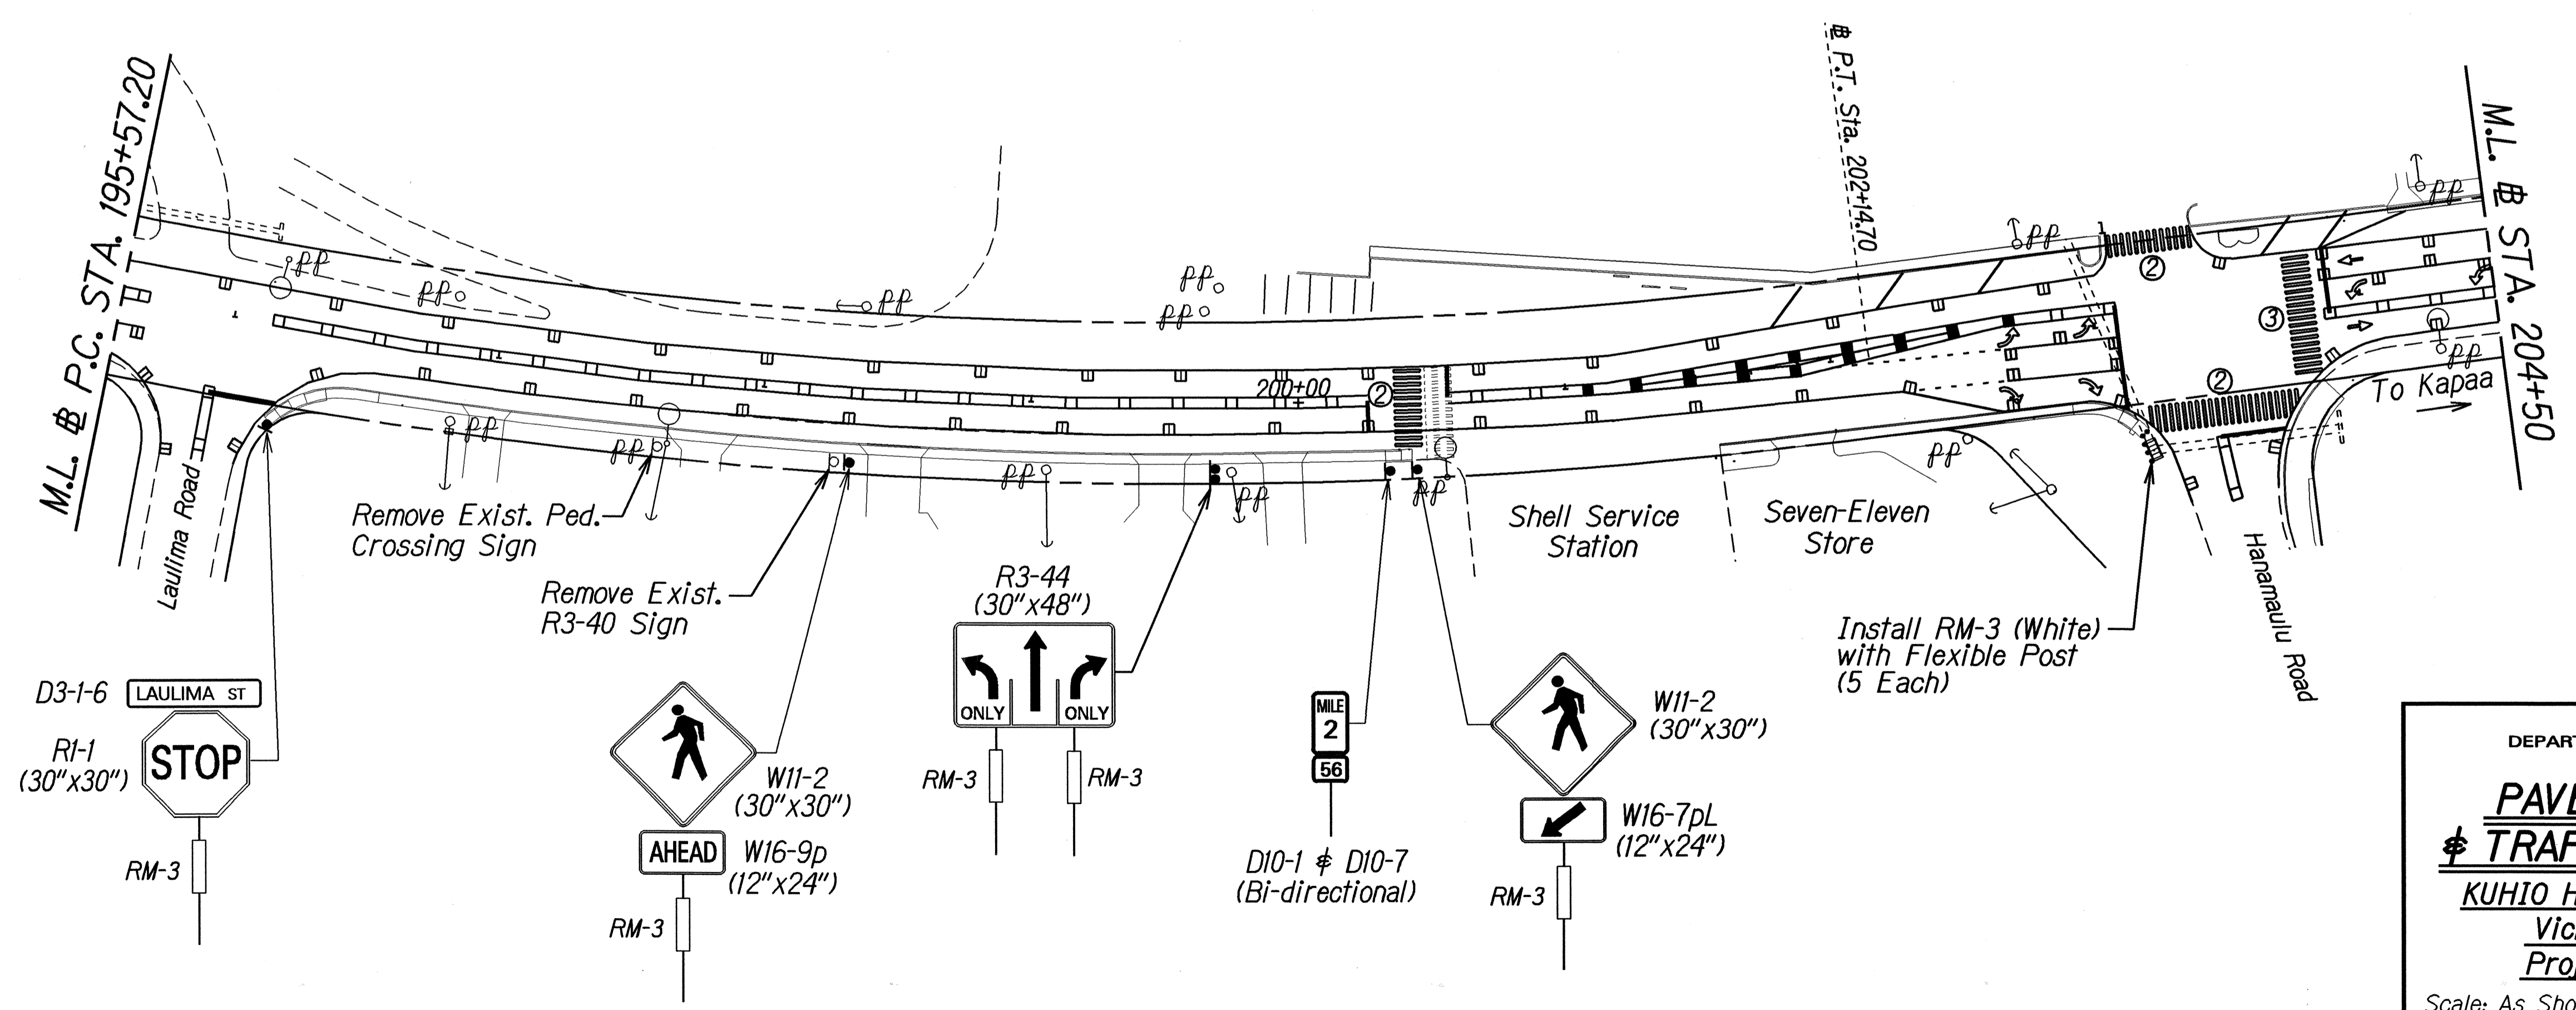 M.L. ℄ P.C. STA. 195+57.20
℄ P.T. Sta. 202+14.70
M.L. ℄ STA. 204+50
pp
pp
pp
pp
pp
pp
pp
pp
pp
pp
pp
pp
pp
pp
200+00
2
2
3
2
To Kapaa
Laulima Road
Hanamaulu Road
Remove Exist. Ped.
Crossing Sign
Remove Exist.
R3-40 Sign
Shell Service
Station
Seven-Eleven
Store
Install RM-3 (White)
with Flexible Post
(5 Each)
D3-1-6
LAULIMA ST
R1-1
(30"x30")
STOP
RM-3
W11-2
(30"x30")
AHEAD
W16-9p
(12"x24")
RM-3
R3-44
(30"x48")
ONLY
ONLY
RM-3
RM-3
MILE
2
56
D10-1 & D10-7
(Bi-directional)
W11-2
(30"x30")
W16-7pL
(12"x24")
RM-3
DEPART
PAVE
& TRAF
KUHIO H
Vic
Pro
Scale: As Sho